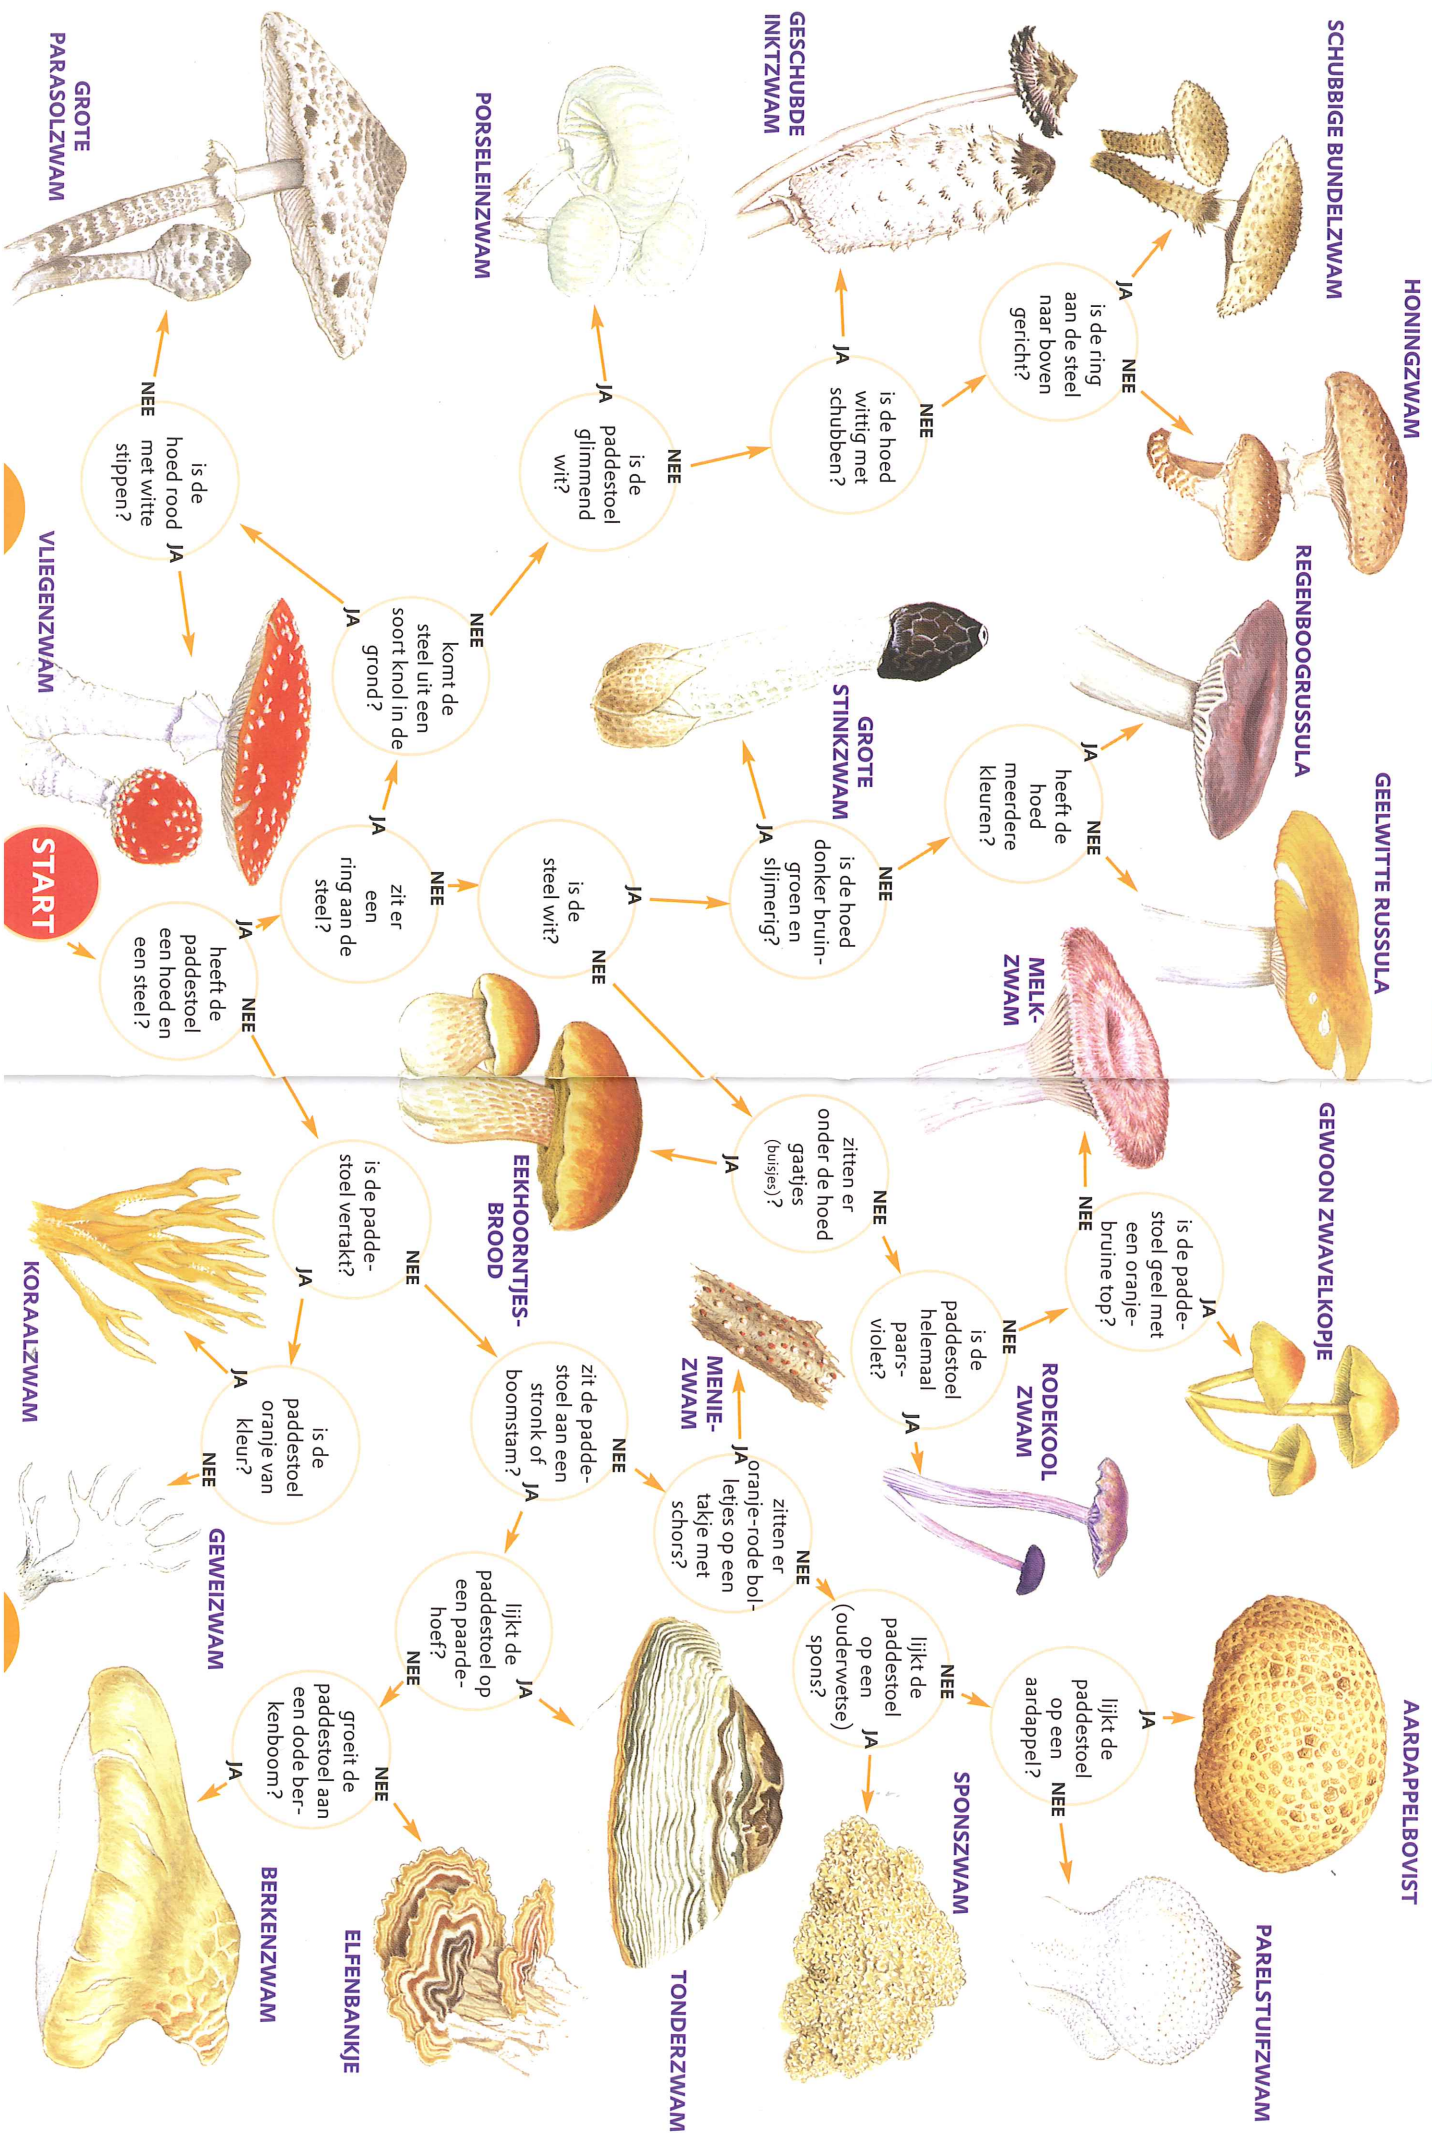 SCHUBBIGE BUNDELZWAM
HONINGZWAM
REGENBOOGRUSSULA
GEELWITTE RUSSULA
GEWOON ZWAVELKOPJE
AARDAPPELBOVIST
PARELSTUIFZWAM
JA
is de ring
aan de steel
naar boven
gericht?
NEE
JA
heeft de
hoed
meerdere
kleuren?
NEE
NEE
is de padde-
stoel geel met
een oranje-
bruine top?
JA
JA
lijkt de
paddestoel
op een
aardappel?
NEE
GESCHUBDE
INKTZWAM
JA
is de hoed
wittig met
schubben?
NEE
GROTE
STINKZWAM
JA
is de hoed
donker bruin-
groen en
slijmerig?
NEE
MELK-
ZWAM
NEE
is de
paddestoel
helemaal
paars-
violet?
JA
RODEKOOL
ZWAM
NEE
lijkt de
paddestoel
op een
(ouderwetse)
spons?
JA
SPONSZWAM
PORSELEINZWAM
JA
is de
paddestoel
glimmend
wit?
NEE
JA
is de
steel wit?
NEE
JA
zitten er
onder de hoed
gaatjes
(buisjes)?
NEE
MENIE-
ZWAM
JA
zitten er
oranje-rode bol-
letjes op een
takje met
schors?
NEE
TONDERZWAM
JA
komt de
steel uit een
soort knol in de
grond?
NEE
JA
zit er
een
ring aan de
steel?
NEE
EEKHOORNTJES-
BROOD
NEE
zit de padde-
stoel aan een
stronk of
boomstam?
JA
lijkt de
paddestoel op
een paarde-
hoef?
JA
NEE
GROTE
PARASOLZWAM
NEE
is de
hoed rood
met witte
stippen?
JA
VLIEGENZWAM
START
JA
heeft de
paddestoel
een hoed en
een steel?
NEE
is de padde-
stoel vertakt?
NEE
JA
KORAALZWAM
JA
is de
paddestoel
oranje van
kleur?
NEE
GEWEIZWAM
groeit de
paddestoel aan
een dode ber-
kenboom?
JA
NEE
BERKENZWAM
ELFENBANKJE